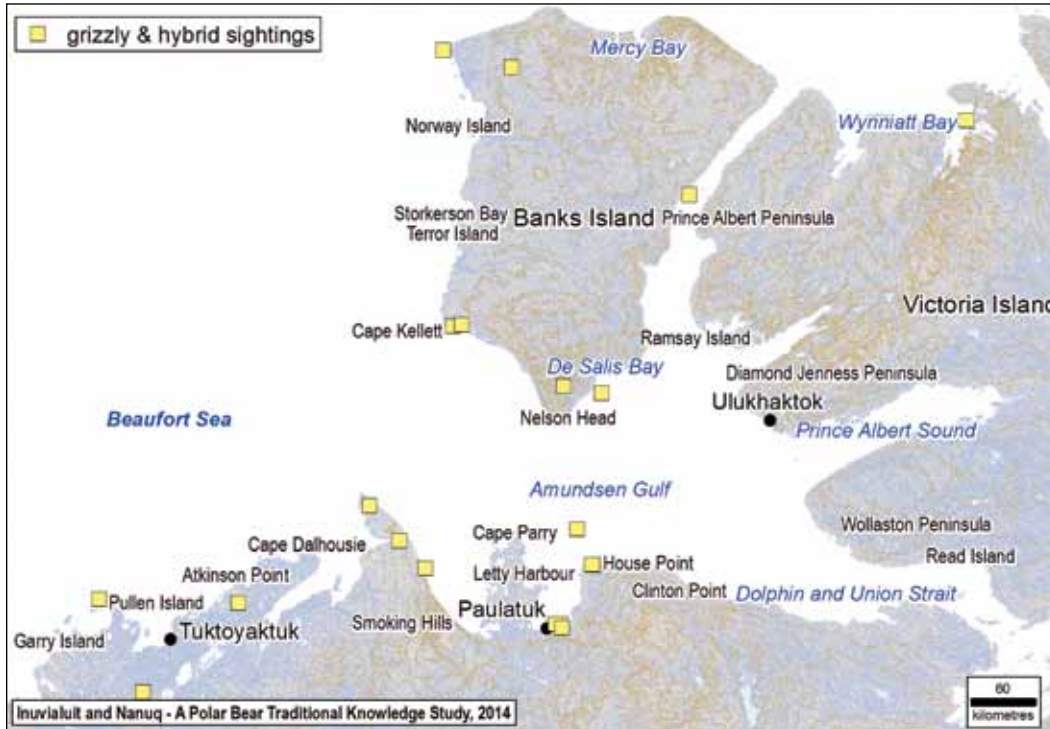 grizzly & hybrid sightings
Mercy Bay
Wynniatt Bay
Norway Island
Storkerson Bay
Terror Island
Banks Island
Prince Albert Peninsula
Victoria Island
Cape Kellett
Ramsay Island
De Salis Bay
Diamond Jenness Peninsula
Nelson Head
Ulukhaktok
Beaufort Sea
Prince Albert Sound
Amundsen Gulf
Cape Parry
Wollaston Peninsula
Cape Dalhousie
Read Island
Atkinson Point
Letty Harbour
House Point
Clinton Point
Dolphin and Union Strait
Pullen Island
Paulatuk
Smoking Hills
Garry Island
Tuktoyaktuk
60
kilometres
Inuvialuit and Nanuq - A Polar Bear Traditional Knowledge Study, 2014